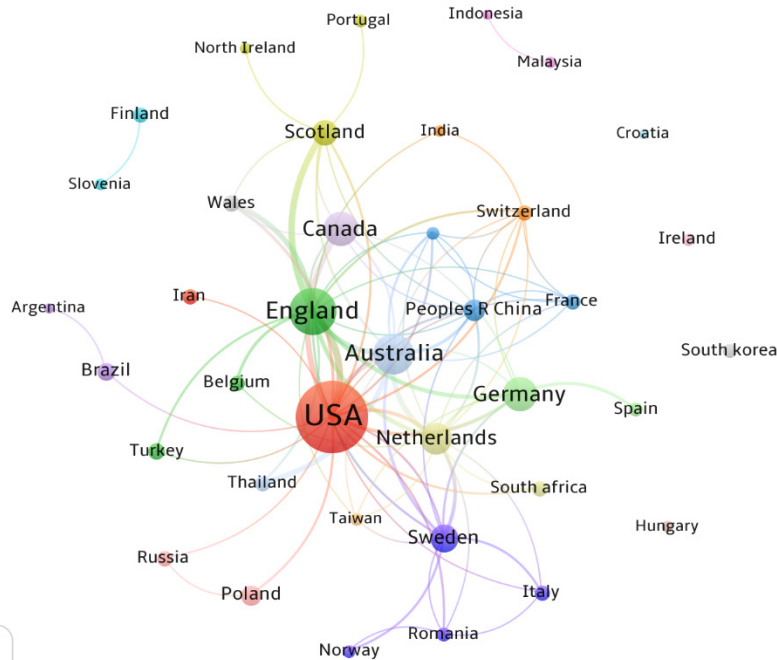 Portugal
Indonesia
North Ireland
Malaysia
Finland
Scotland
India
Croatia
Slovenia
Wales
Switzerland
Canada
Ireland
Iran
England
Peoples R China
France
Argentina
Australia
South korea
Brazil
Belgium
USA
Germany
Spain
Netherlands
Turkey
Thailand
South africa
Taiwan
Hungary
Sweden
Russia
Poland
Italy
Romania
Norway